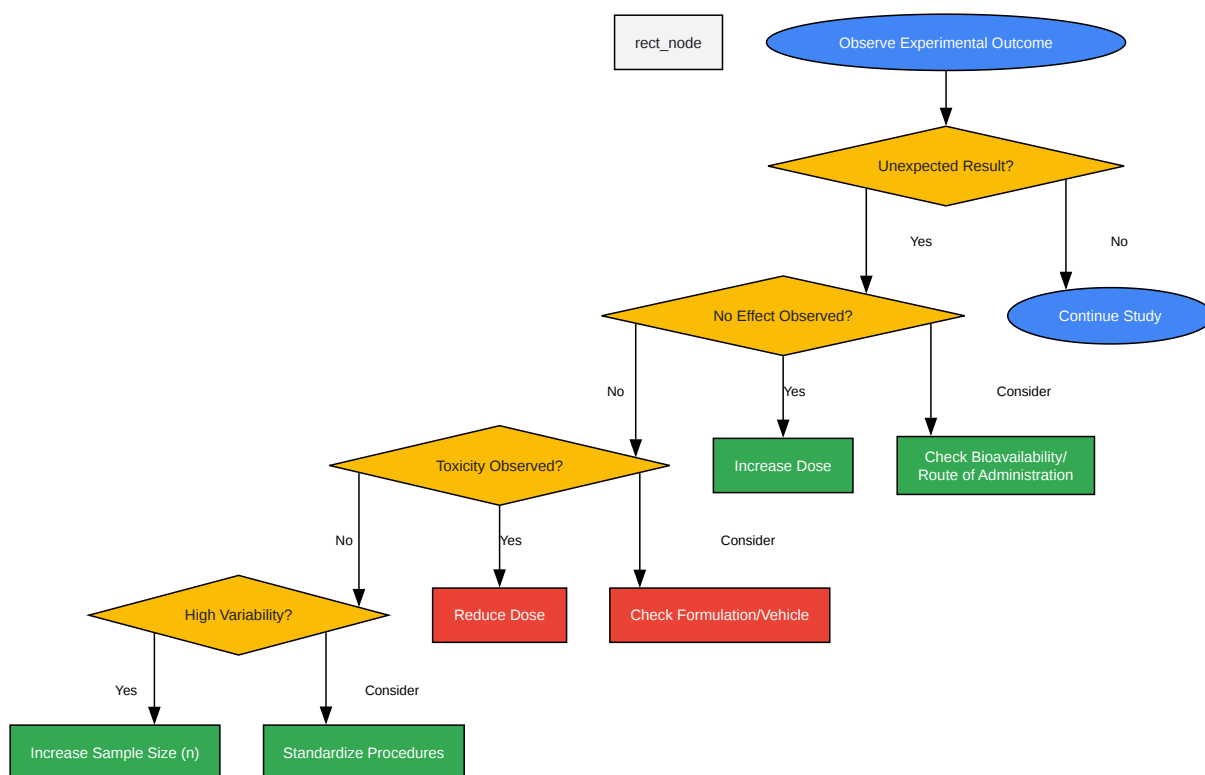 rect_node
Observe Experimental Outcome
Unexpected Result?
Yes
No
No Effect Observed?
Continue Study
No
Yes
Consider
Toxicity Observed?
Increase Dose
Check Bioavailability/
Route of Administration
No
Yes
Consider
High Variability?
Reduce Dose
Check Formulation/Vehicle
Yes
Consider
Increase Sample Size (n)
Standardize Procedures